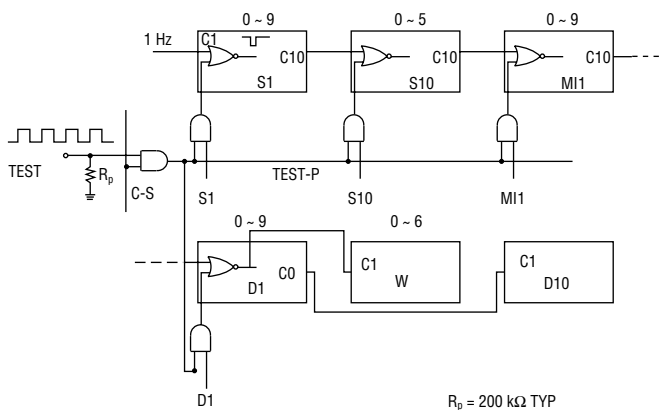 0 ~ 9 0 ~ 5 0 ~ 9
1 Hz C1 C10 C10 C10
S1 S10 MI1
TEST
Rp
C-S
TEST-P
S1 S10 MI1
0 ~ 9 0 ~ 6
C0 C1 C1
D1 W D10
D1
Rp = 200 kΩ TYP